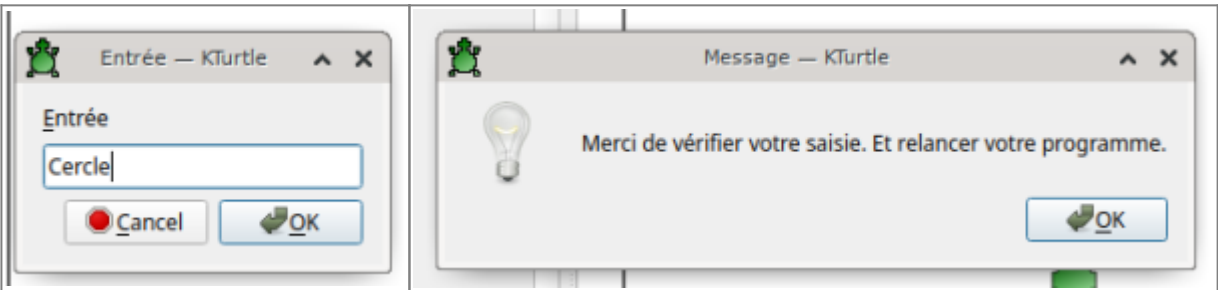 Entrée — KTurtle
Entrée
Cercle
Cancel
OK
Message — KTurtle
Merci de vérifier votre saisie. Et relancer votre programme.
OK